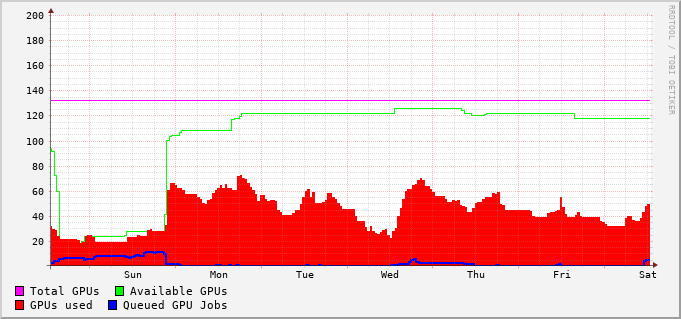 200
180
160
140
120
100
80
60
40
20
Sun Mon Tue Wed Thu Fri Sat
Total GPUs Available GPUs
GPUs used Queued GPU Jobs
RRDTOOL / TOBI OETIKER